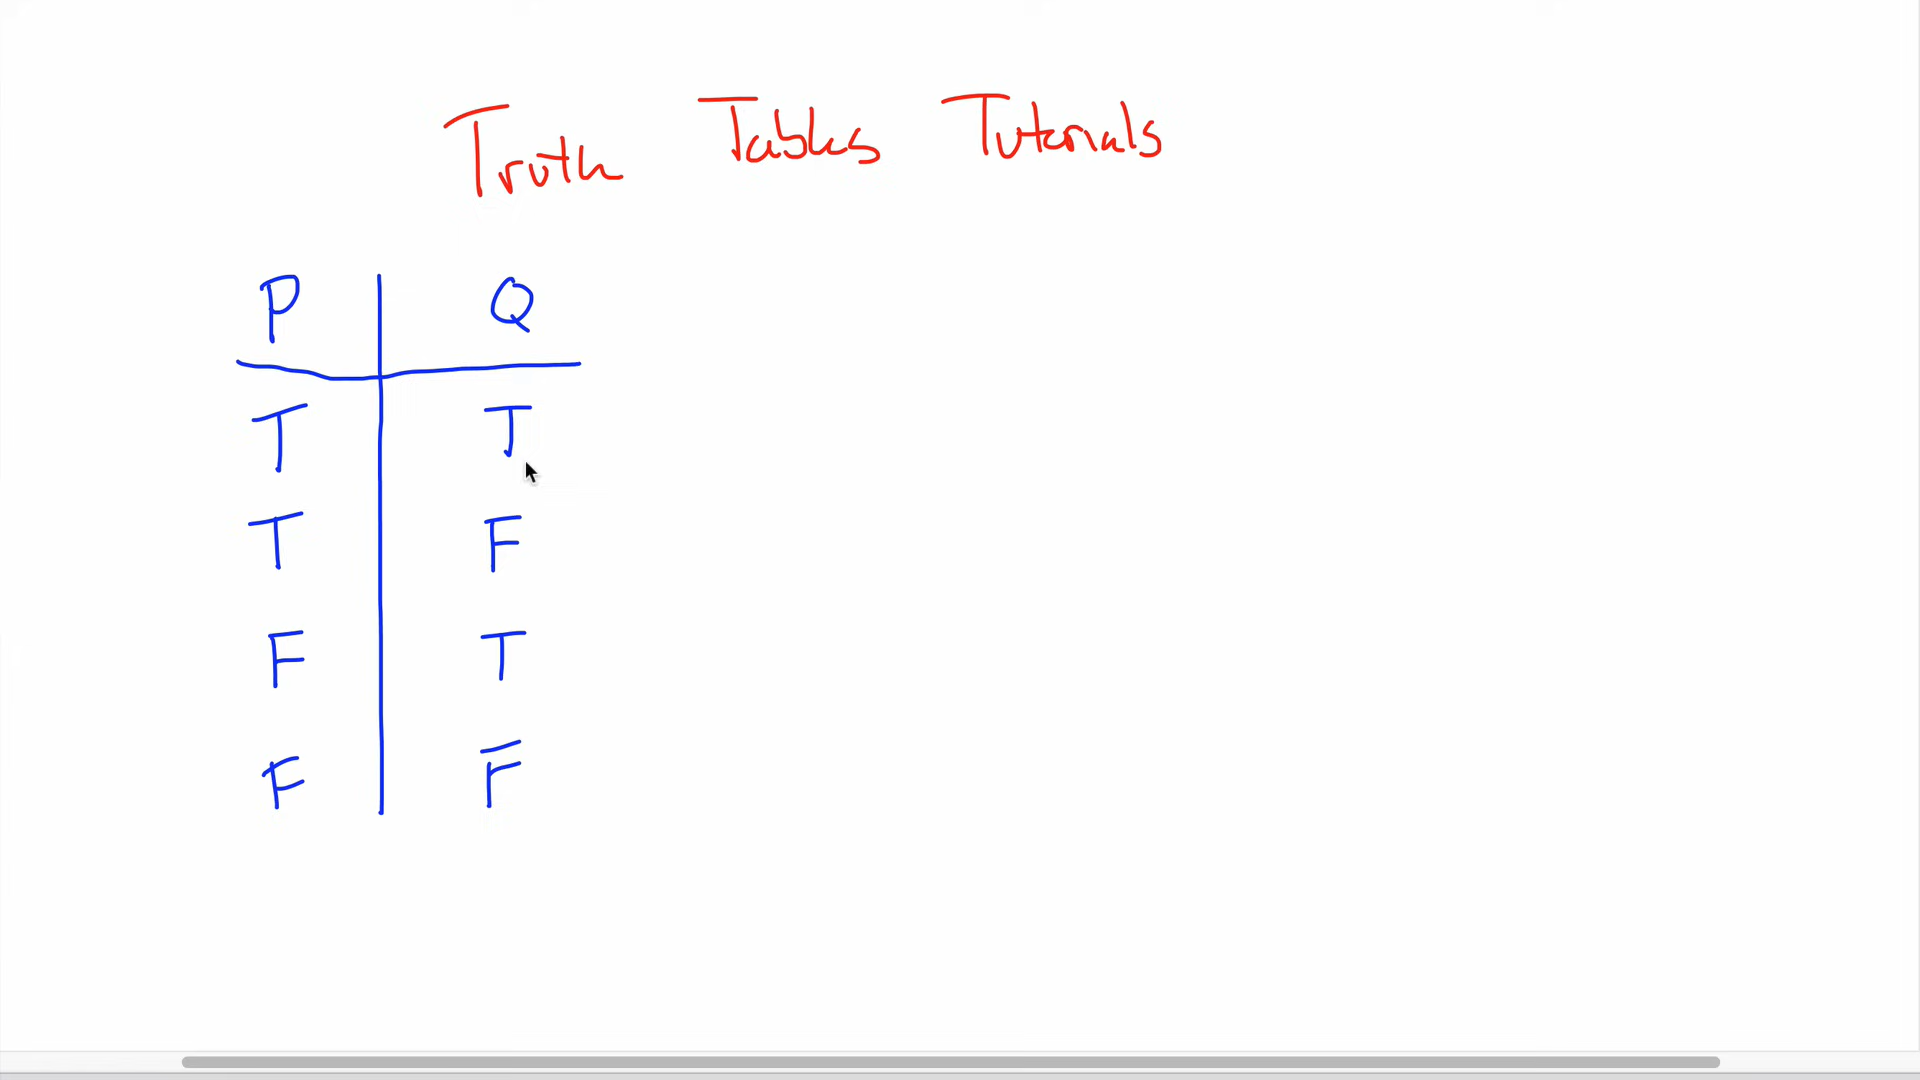 Truth Tables Tutorials
P Q
T T
T F
F T
F F